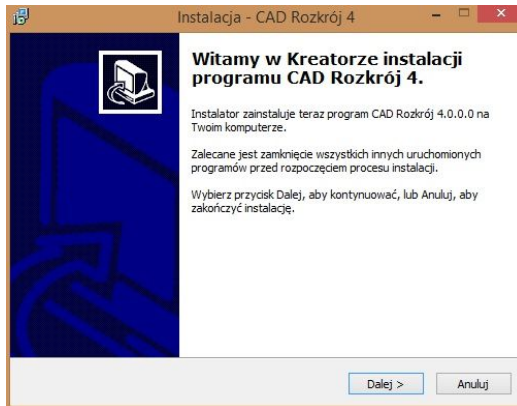 Instalacja - CAD Rozkrój 4
Witamy w Kreatorze instalacji
programu CAD Rozkrój 4.
Instalator zainstaluje teraz program CAD Rozkrój 4.0.0.0 na
Twoim komputerze.
Zalecane jest zamknięcie wszystkich innych uruchomionych
programów przed rozpoczęciem procesu instalacji.
Wybierz przycisk Dalej, aby kontynuować, lub Anuluj, aby
zakończyć instalację.
Dalej >
Anuluj